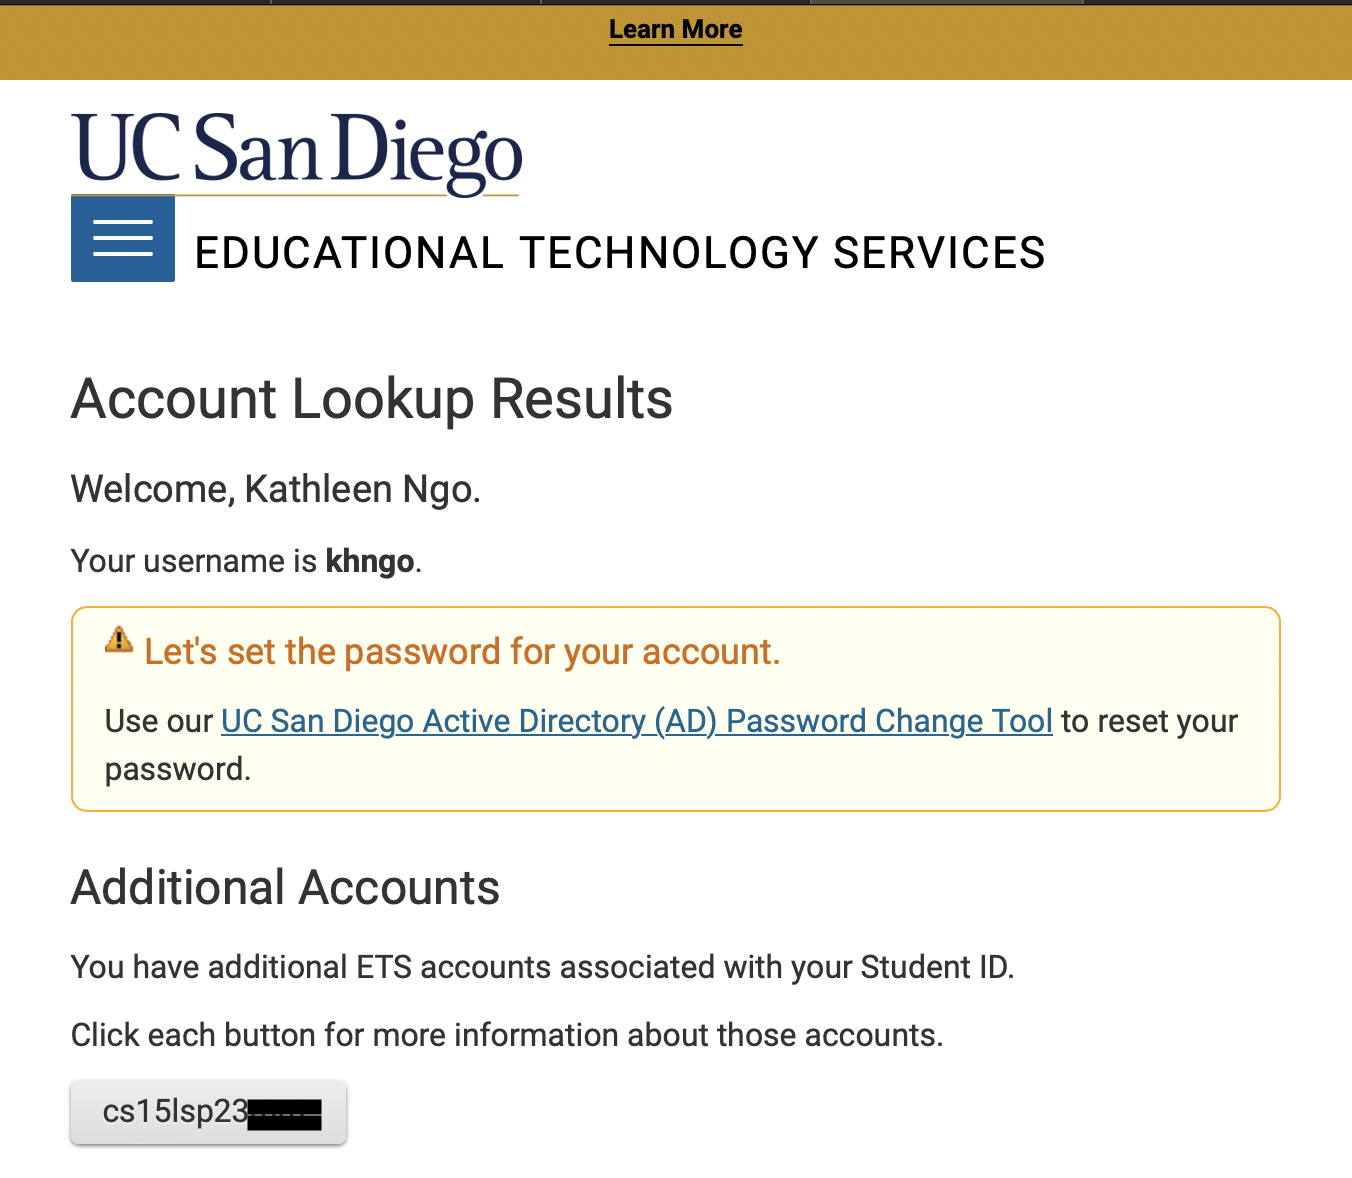 Learn More
UC San Diego
EDUCATIONAL TECHNOLOGY SERVICES
Account Lookup Results
Welcome, Kathleen Ngo.
Your username is khngo.
Let's set the password for your account.
Use our UC San Diego Active Directory (AD) Password Change Tool to reset your
password.
Additional Accounts
You have additional ETS accounts associated with your Student ID.
Click each button for more information about those accounts.
cs15lsp23